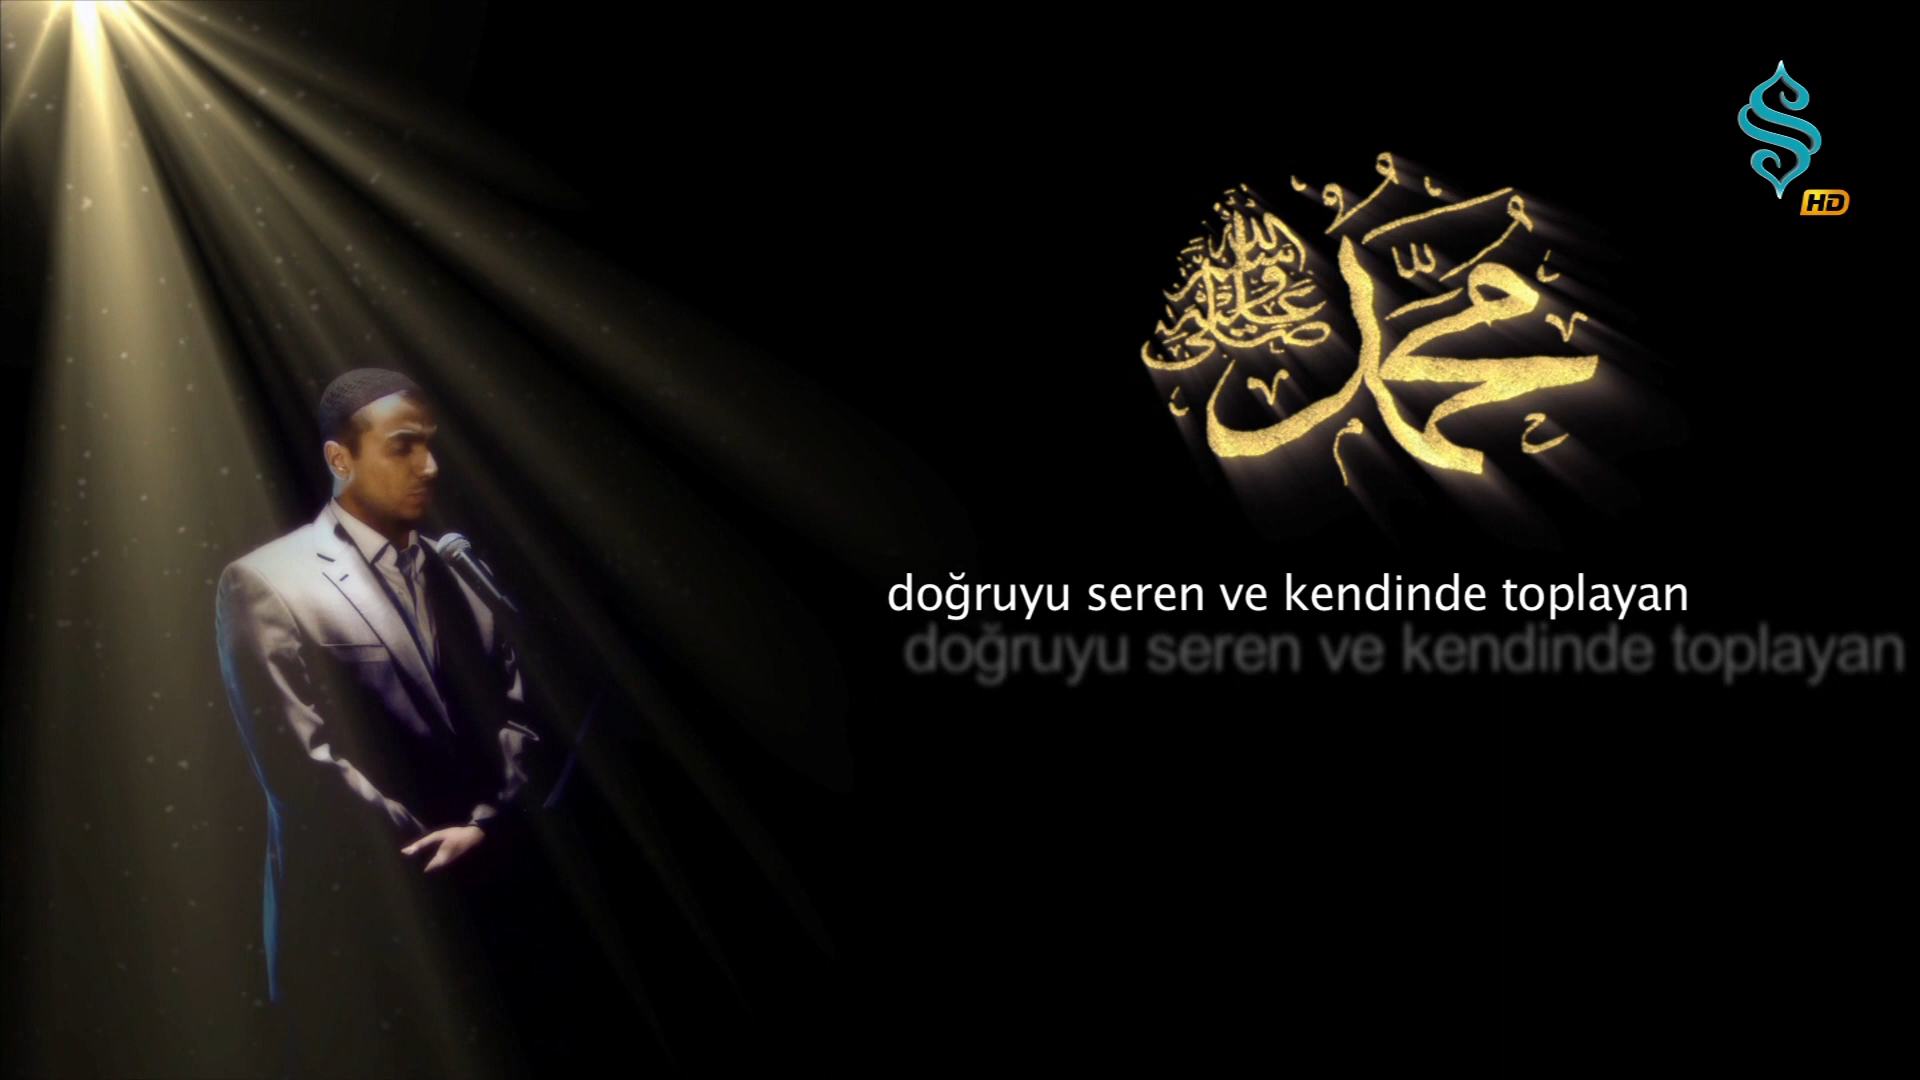 HD
محمد
صلى الله عليه وسلم
doğruyu seren ve kendinde toplayan
doğruyu seren ve kendinde toplayan